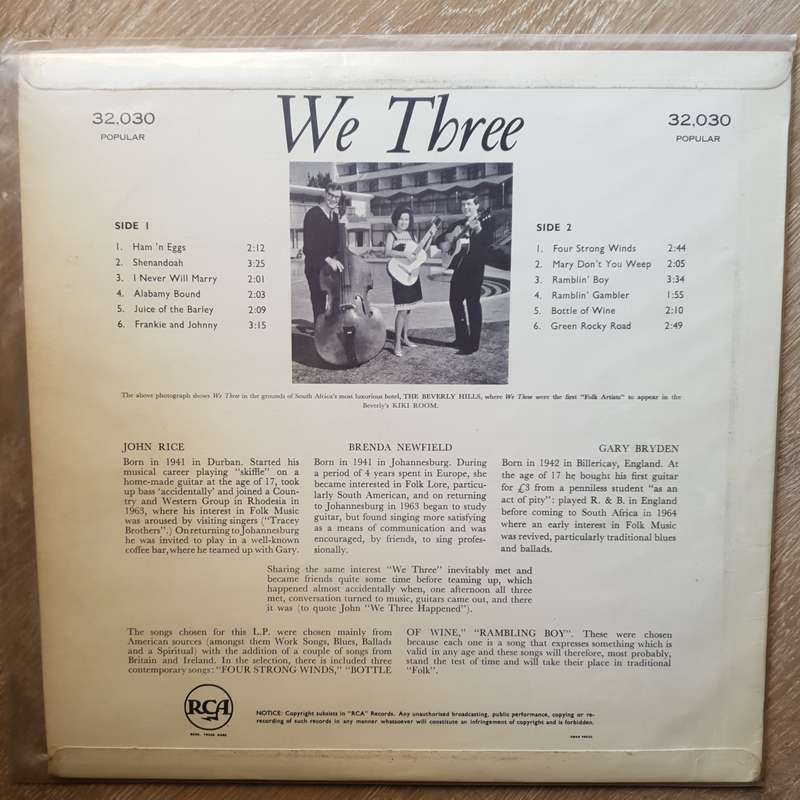 32,030
POPULAR
We Three
32,030
POPULAR
SIDE 1
1. Ham 'n Eggs 2:12
2. Shenandoah 3:25
3. I Never Will Marry 2:01
4. Alabamy Bound 2:03
5. Juice of the Barley 2:09
6. Frankie and Johnny 3:15
SIDE 2
1. Four Strong Winds 2:44
2. Mary Don't You Weep 2:05
3. Ramblin' Boy 3:34
4. Ramblin' Gambler 1:55
5. Bottle of Wine 2:10
6. Green Rocky Road 2:49
The above photograph shows We Three in the grounds of South Africa's most luxurious hotel, THE BEVERLY HILLS, where We Three were the first "Folk Artists" to appear in the
Beverly's KIKI ROOM.
JOHN RICE
Born in 1941 in Durban. Started his
musical career playing "skiffle" on a
home-made guitar at the age of 17, took
up bass 'accidentally' and joined a Coun-
try and Western Group in Rhodesia in
1963, where his interest in Folk Music
was aroused by visiting singers ("Tracey
Brothers".) On returning to Johannesburg
he was invited to play in a well-known
coffee bar, where he teamed up with Gary.
BRENDA NEWFIELD
Born in 1941 in Johannesburg. During
a period of 4 years spent in Europe, she
became interested in Folk Lore, particu-
larly South American, and on returning
to Johannesburg in 1963 began to study
guitar, but found singing more satisfying
as a means of communication and was
encouraged, by friends, to sing profes-
sionally.
GARY BRYDEN
Born in 1942 in Billericay, England. At
the age of 17 he bought his first guitar
for £3 from a penniless student "as an
act of pity": played R. & B. in England
before coming to South Africa in 1964
where an early interest in Folk Music
was revived, particularly traditional blues
and ballads.
Sharing the same interest "We Three" inevitably met and
became friends quite some time before teaming up, which
happened almost accidentally when, one afternoon all three
met, conversation turned to music, guitars came out, and there
it was (to quote John "We Three Happened").
The songs chosen for this L.P. were chosen mainly from
American sources (amongst them Work Songs, Blues, Ballads
and a Spiritual) with the addition of a couple of songs from
Britain and Ireland. In the selection, there is included three
contemporary songs: "FOUR STRONG WINDS," "BOTTLE
OF WINE," "RAMBLING BOY". These were chosen
because each one is a song that expresses something which is
valid in any age and these songs will therefore, most probably,
stand the test of time and will take their place in traditional
"Folk".
RCA
REGD. TRADE MARK
NOTICE: Copyright subsists in "RCA" Records. Any unauthorised broadcasting, public performance, copying or re-
recording of such records in any manner whatsoever will constitute an infringement of copyright and is forbidden.